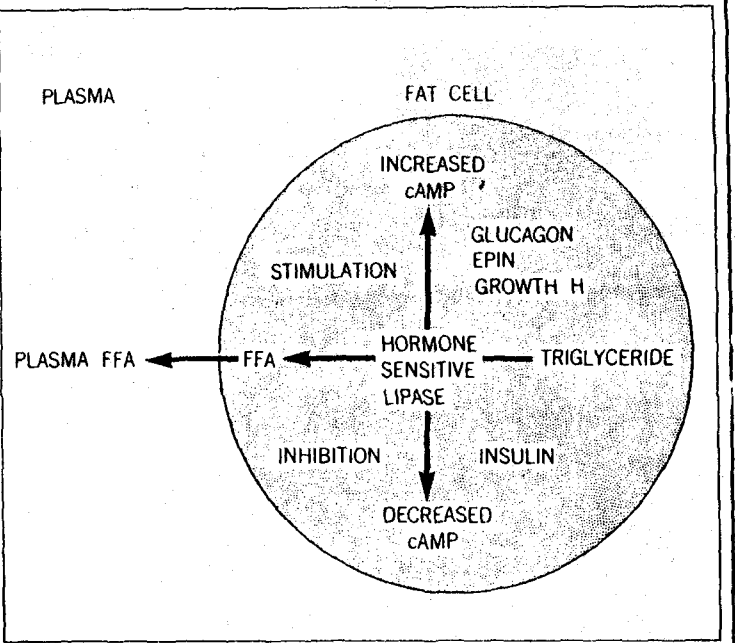 PLASMA
FAT CELL
INCREASED
cAMP
GLUCAGON
EPIN
GROWTH H
STIMULATION
PLASMA FFA
FFA
HORMONE
SENSITIVE
LIPASE
TRIGLYCERIDE
INHIBITION
INSULIN
DECREASED
cAMP